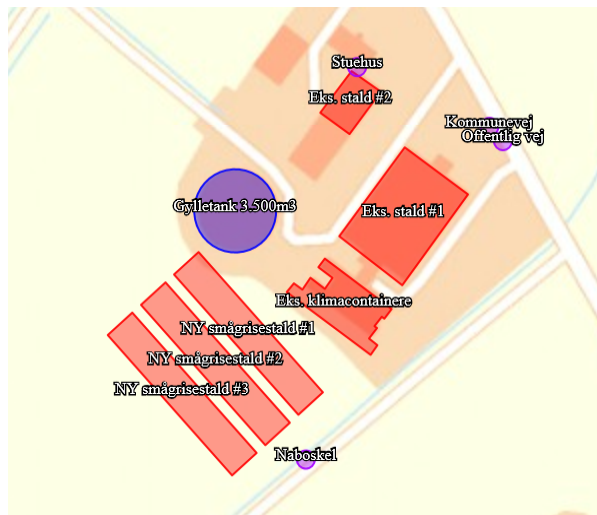 Stuehus
Eks. stald #2
Kommunevej
Offentlig vej
Gylletank 3.500m3
Eks. stald #1
Eks. klimacontainere
NY smågrisestald #1
NY smågrisestald #2
NY smågrisestald #3
Naboskel